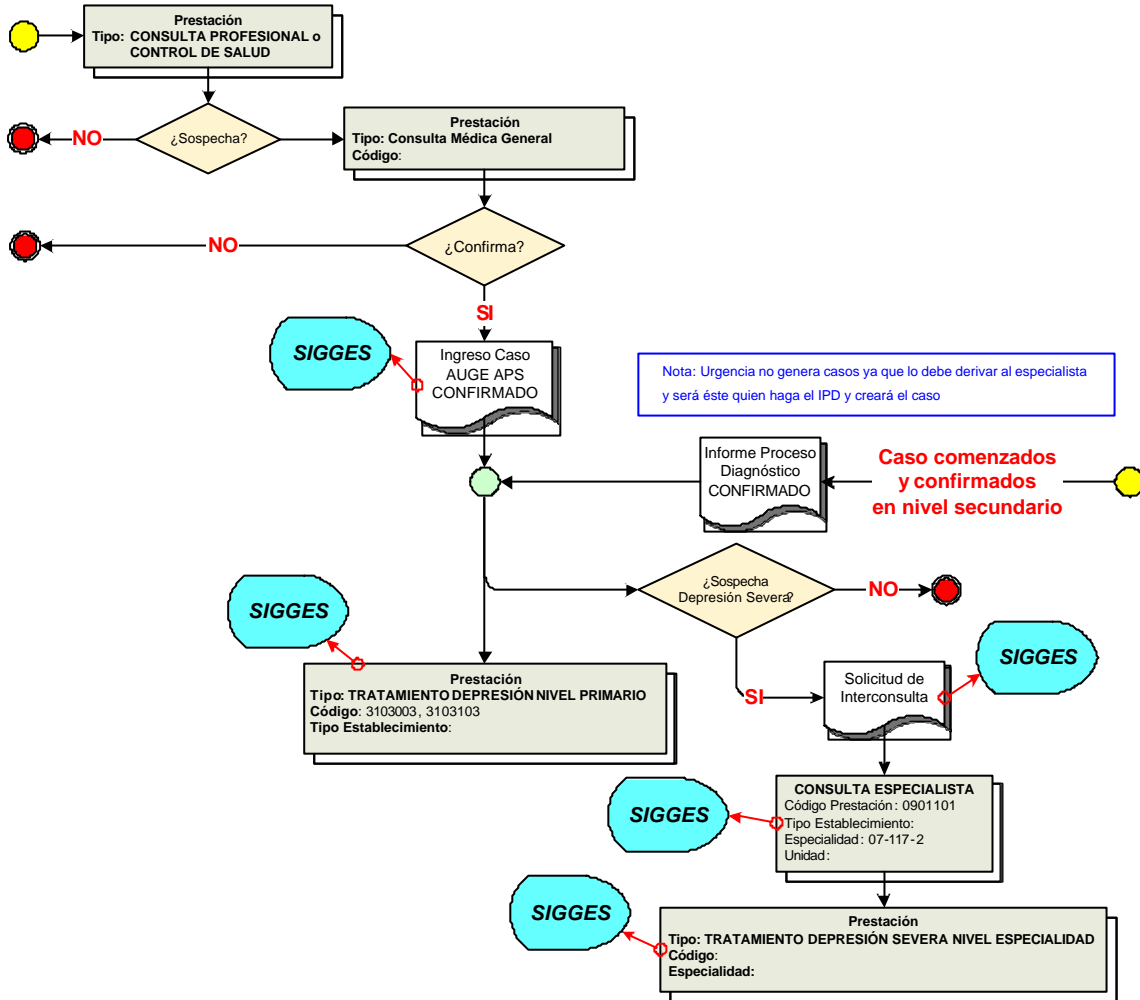 Prestación
Tipo: CONSULTA PROFESIONAL o
CONTROL DE SALUD
¿Sospecha?
NO
Prestación
Tipo: Consulta Médica General
Código:
¿Confirma?
NO
SI
SIGGES
Ingreso Caso
AUGE APS
CONFIRMADO
Nota: Urgencia no genera casos ya que lo debe derivar al especialista
y será éste quien haga el IPD y creará el caso
Informe Proceso
Diagnóstico
CONFIRMADO
Caso comenzados
y confirmados
en nivel secundario
¿Sospecha
Depresión Severa?
NO
SIGGES
Prestación
Tipo: TRATAMIENTO DEPRESIÓN NIVEL PRIMARIO
Código: 3103003, 3103103
Tipo Establecimiento:
SI
Solicitud de
Interconsulta
SIGGES
CONSULTA ESPECIALISTA
Código Prestación: 0901101
Tipo Establecimiento:
Especialidad: 07-117-2
Unidad:
SIGGES
SIGGES
Prestación
Tipo: TRATAMIENTO DEPRESIÓN SEVERA NIVEL ESPECIALIDAD
Código:
Especialidad: